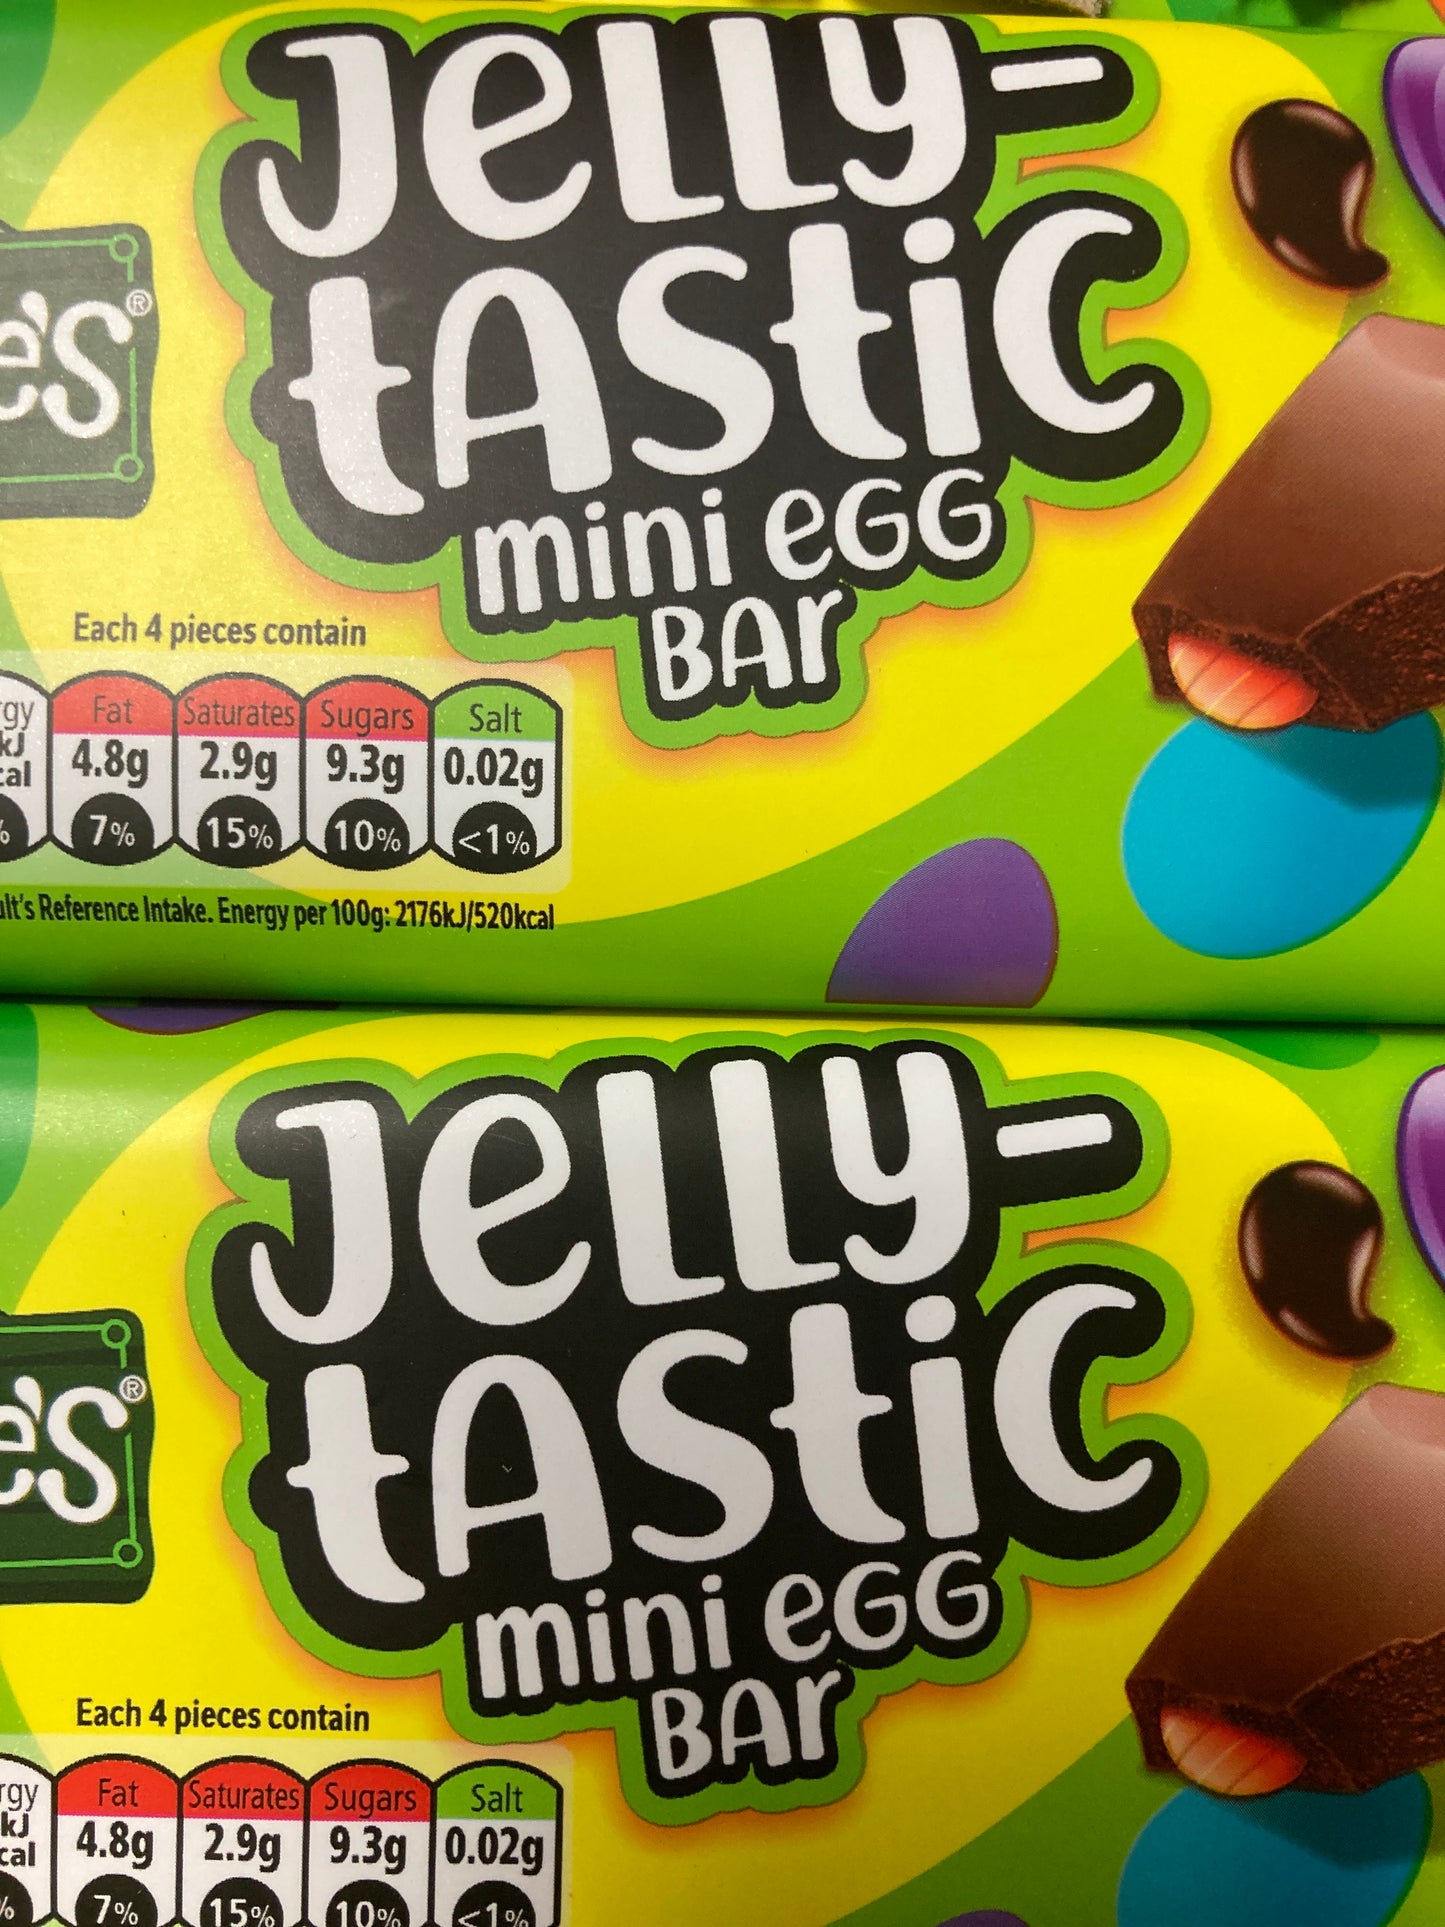 Jelly-
tastic
mini egg
Bar
e's®
Each 4 pieces contain
Fat Saturates Sugars Salt
kJ
4.8g 2.9g 9.3g 0.02g
7% 15% 10% <1%
Reference Intake. Energy per 100g: 2176kJ/520kcal
Jelly-
tastic
mini egg
Bar
e's®
Each 4 pieces contain
Fat Saturates Sugars Salt
kJ
4.8g 2.9g 9.3g 0.02g
7% 15% 10% <1%